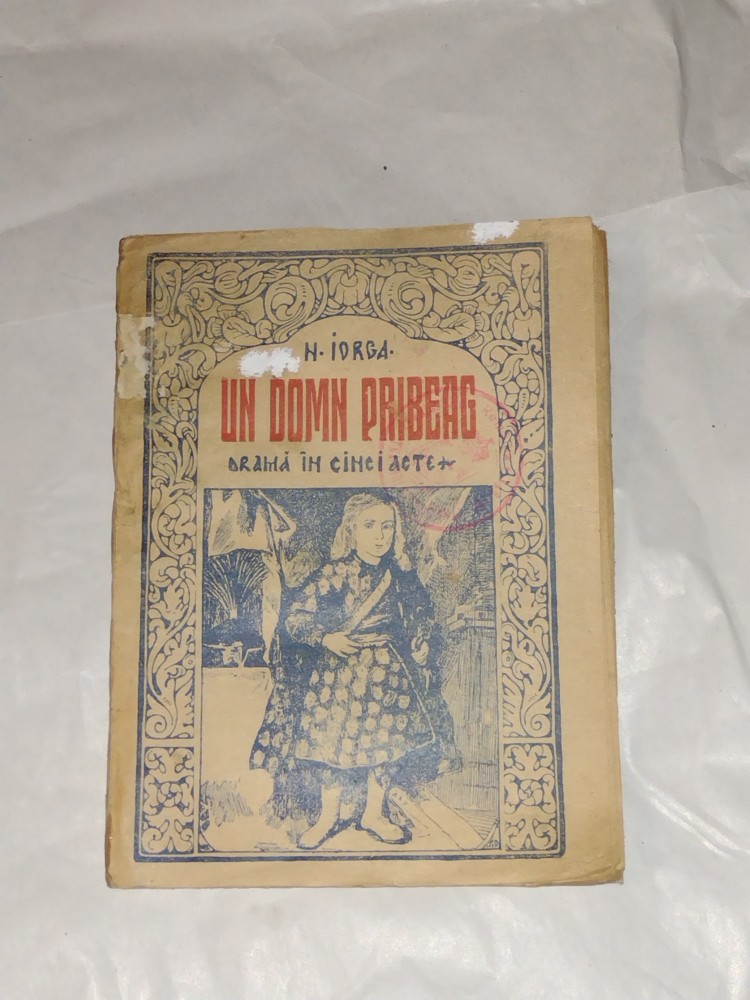 N. IORGA.
UN DOMN PRIBEAG
DRAMĂ ÎN CINCI ACTE